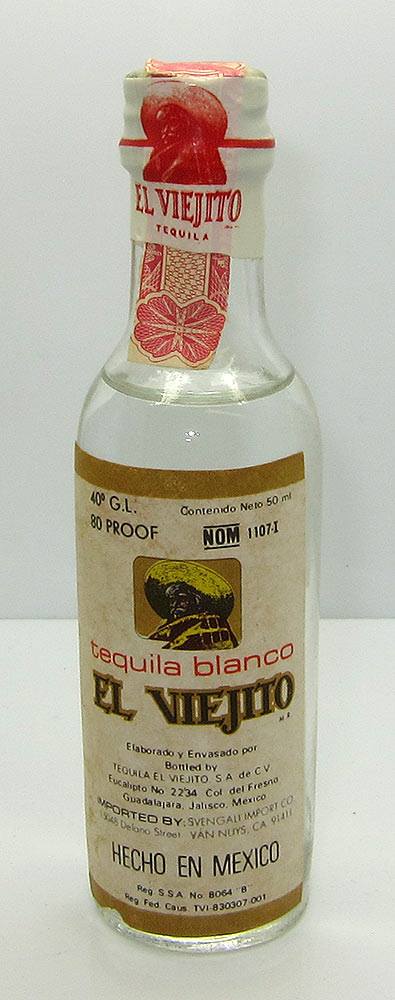 EL VIEJITO
TEQUILA
40º G.L.
Contenido Neto 50 ml
80 PROOF
NOM 1107-I
tequila blanco
EL VIEJITO
M.R.
Elaborado y Envasado por
Bottled by
TEQUILA EL VIEJITO, S.A. de C.V.
Eucalipto No 2234 Col del Fresno
Guadalajara, Jalisco, Mexico
IMPORTED BY: SVENGALI IMPORT CO.
Delano Street VAN NUYS, CA 91411
HECHO EN MEXICO
Reg. S.S.A. No. 8064 "B"
Reg. Fed. Caus. TVI-830307-001